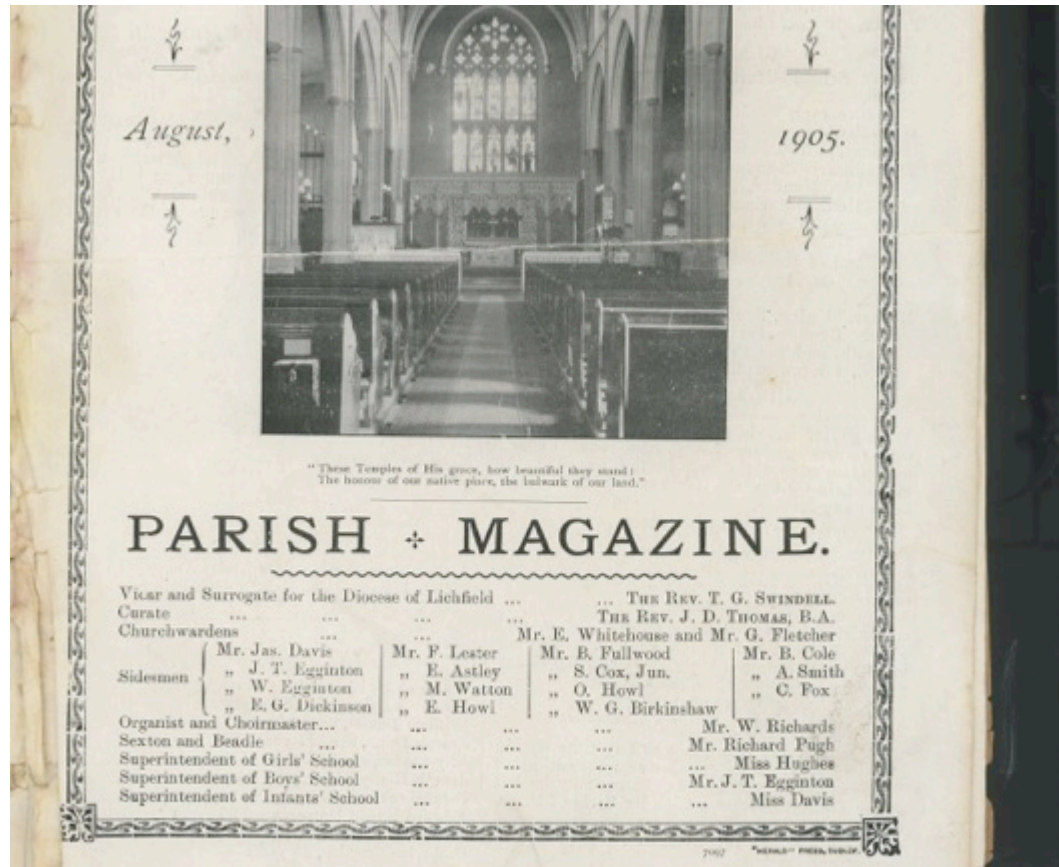 August,
1905.
"These Temples of His grace, how beautiful they stand!
The honour of our native place, the bulwark of our land."
PARISH MAGAZINE.
Vicar and Surrogate for the Diocese of Lichfield ... ... THE REV. T. G. SWINDELL.
Curate ... ... ... ... THE REV. J. D. THOMAS, B.A.
Churchwardens ... ... Mr. E. Whitehouse and Mr. G. Fletcher
Mr. Jas. Davis Mr. F. Lester Mr. B. Fullwood Mr. B. Cole
Sidesmen „ J. T. Egginton „ E. Astley „ S. Cox, Jun. „ A. Smith
„ W. Egginton „ M. Watton „ O. Howl „ C. Fox
„ E. G. Dickinson „ E. Howl „ W. G. Birkinshaw
Organist and Choirmaster... ... ... ... Mr. W. Richards
Sexton and Beadle ... ... ... ... Mr. Richard Pugh
Superintendent of Girls' School ... ... ... ... Miss Hughes
Superintendent of Boys' School ... ... ... Mr. J. T. Egginton
Superintendent of Infants' School ... ... ... ... Miss Davis
"HERALD" PRESS,